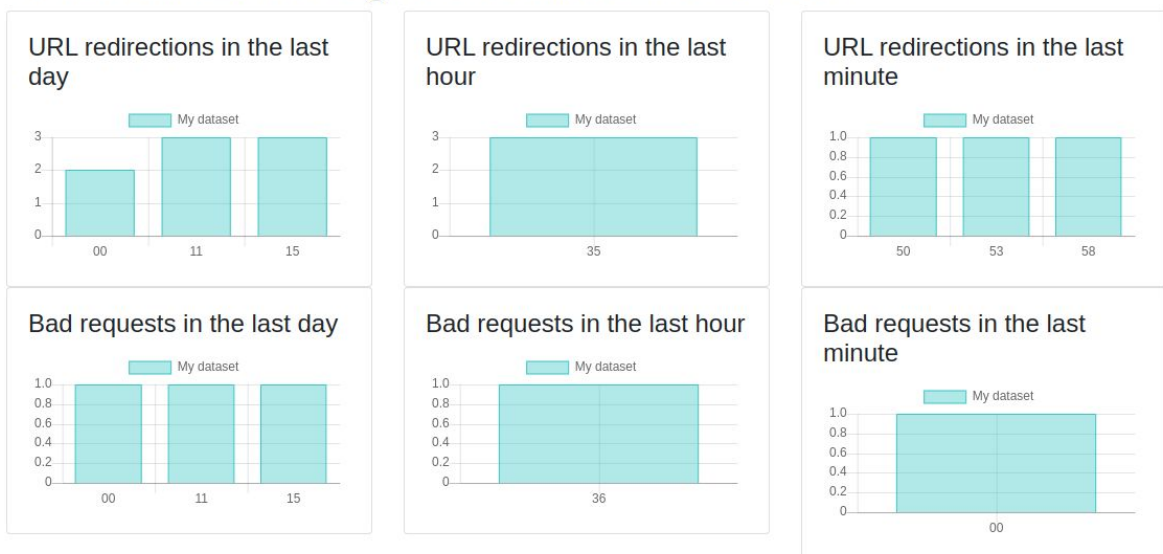 URL redirections in the last
day
My dataset
3
2
1
0
00 11 15
URL redirections in the last
hour
My dataset
3
2
1
0
35
URL redirections in the last
minute
My dataset
1.0
0.8
0.6
0.4
0.2
0
50 53 58
Bad requests in the last day
My dataset
1.0
0.8
0.6
0.4
0.2
0
00 11 15
Bad requests in the last hour
My dataset
1.0
0.8
0.6
0.4
0.2
0
36
Bad requests in the last
minute
My dataset
1.0
0.8
0.6
0.4
0.2
0
00